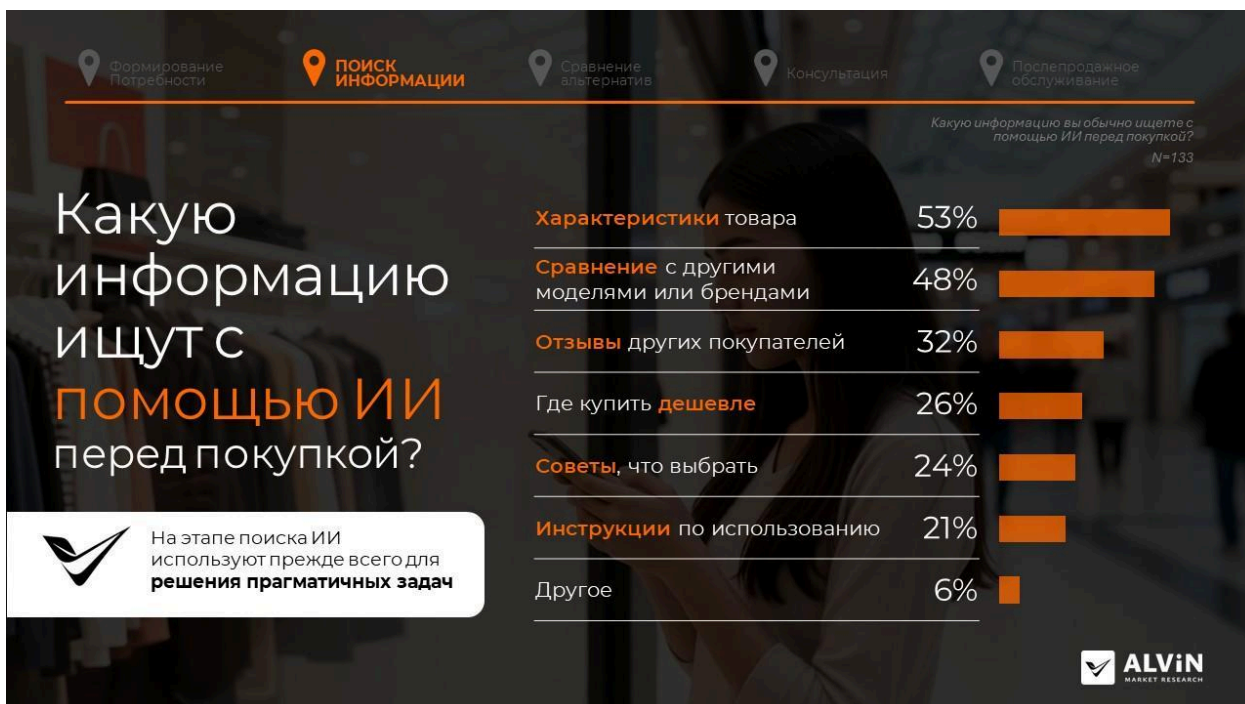 Формирование
Потребности
ПОИСК
ИНФОРМАЦИИ
Сравнение
альтернатив
Консультация
Послепродажное
обслуживание
Какую информацию вы обычно ищете с
помощью ИИ перед покупкой?
N=133
Какую
информацию
ищут с
помощью ИИ
перед покупкой?
На этапе поиска ИИ
используют прежде всего для
решения прагматичных задач
Характеристики товара 53%
Сравнение с другими
моделями или брендами 48%
Отзывы других покупателей 32%
Где купить дешевле 26%
Советы, что выбрать 24%
Инструкции по использованию 21%
Другое 6%
ALViN
MARKET RESEARCH